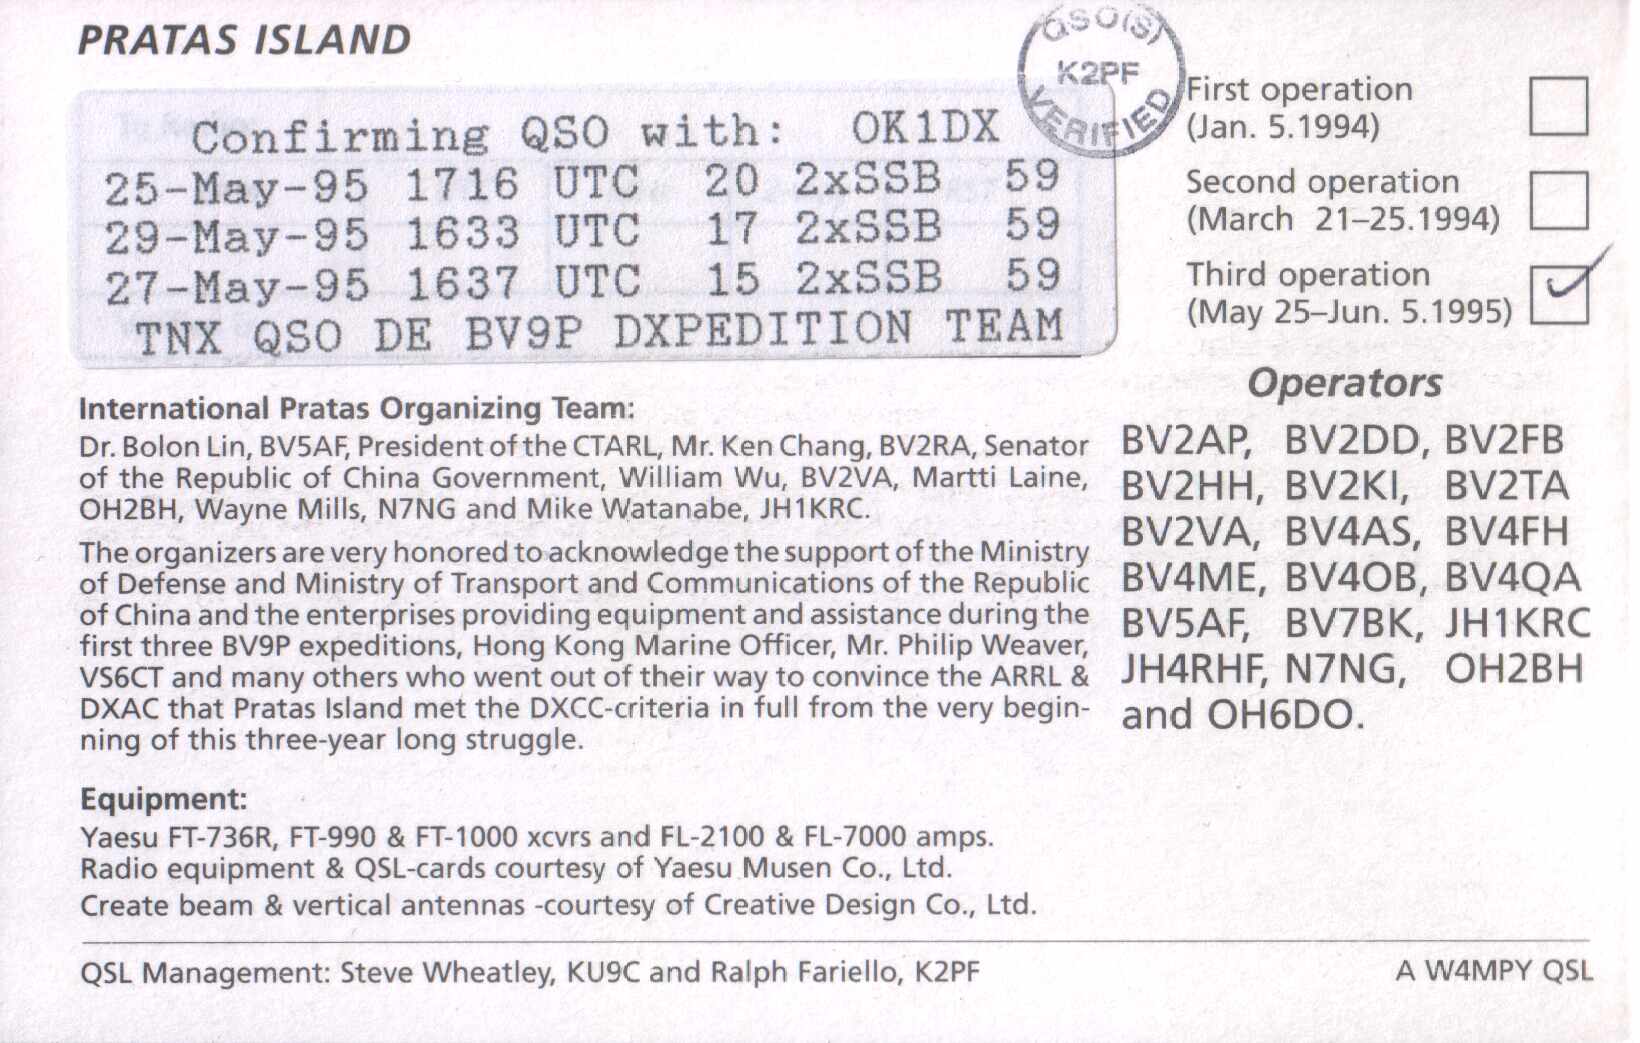 PRATAS ISLAND
QSO(S)
K2PF
VERIFIED
Confirming QSO with: OK1DX
25-May-95 1716 UTC 20 2xSSB 59
29-May-95 1633 UTC 17 2xSSB 59
27-May-95 1637 UTC 15 2xSSB 59
TNX QSO DE BV9P DXPEDITION TEAM
First operation
(Jan. 5.1994)
Second operation
(March 21–25.1994)
Third operation
(May 25–Jun. 5.1995)
International Pratas Organizing Team:
Dr. Bolon Lin, BV5AF, President of the CTARL, Mr. Ken Chang, BV2RA, Senator
of the Republic of China Government, William Wu, BV2VA, Martti Laine,
OH2BH, Wayne Mills, N7NG and Mike Watanabe, JH1KRC.
The organizers are very honored to acknowledge the support of the Ministry
of Defense and Ministry of Transport and Communications of the Republic
of China and the enterprises providing equipment and assistance during the
first three BV9P expeditions, Hong Kong Marine Officer, Mr. Philip Weaver,
VS6CT and many others who went out of their way to convince the ARRL &
DXAC that Pratas Island met the DXCC-criteria in full from the very begin-
ning of this three-year long struggle.
Operators
BV2AP, BV2DD, BV2FB
BV2HH, BV2KI, BV2TA
BV2VA, BV4AS, BV4FH
BV4ME, BV4OB, BV4QA
BV5AF, BV7BK, JH1KRC
JH4RHF, N7NG, OH2BH
and OH6DO.
Equipment:
Yaesu FT-736R, FT-990 & FT-1000 xcvrs and FL-2100 & FL-7000 amps.
Radio equipment & QSL-cards courtesy of Yaesu Musen Co., Ltd.
Create beam & vertical antennas -courtesy of Creative Design Co., Ltd.
QSL Management: Steve Wheatley, KU9C and Ralph Fariello, K2PF
A W4MPY QSL